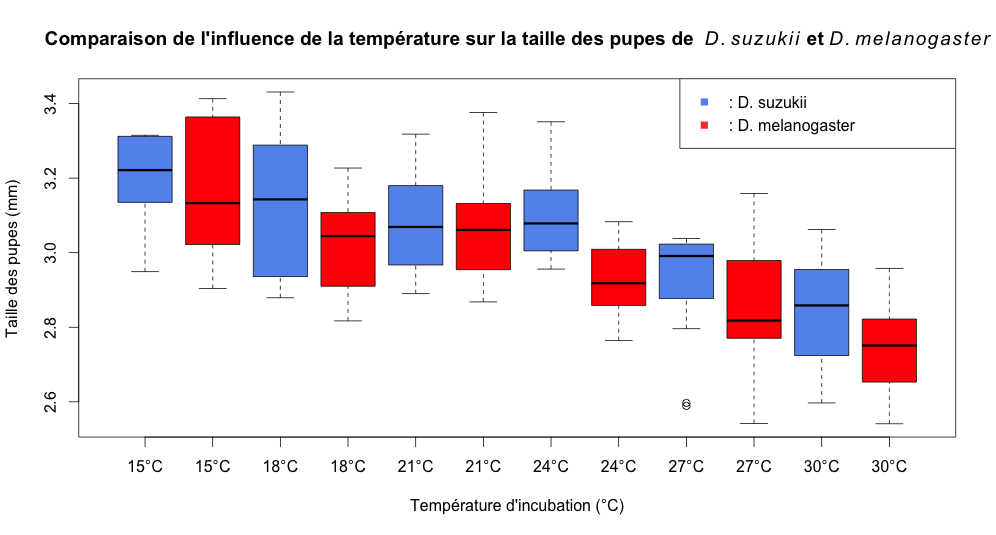 Comparaison de l'influence de la température sur la taille des pupes de D. suzukii et D. melanogaster
: D. suzukii
: D. melanogaster
Taille des pupes (mm)
3.4
3.2
3.0
2.8
2.6
15°C 15°C 18°C 18°C 21°C 21°C 24°C 24°C 27°C 27°C 30°C 30°C
Température d'incubation (°C)